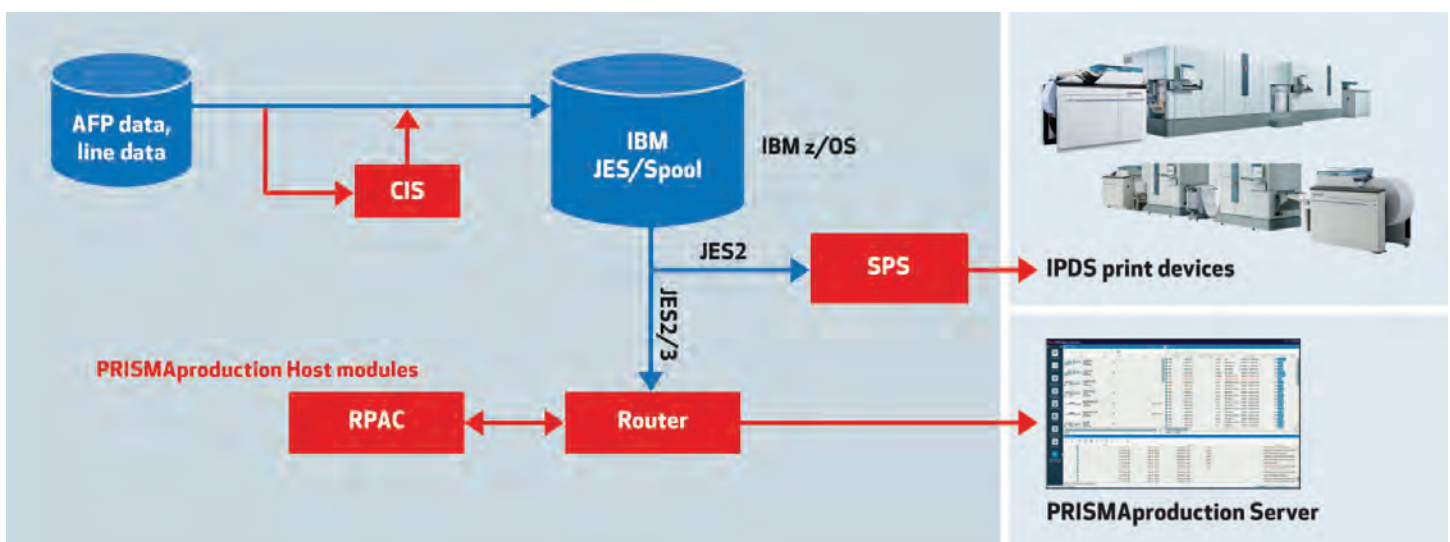 AFP data,
line data
CIS
IBM
JES/Spool
IBM z/OS
JES2
SPS
IPDS print devices
JES2/3
PRISMAproduction Host modules
RPAC
Router
PRISMAproduction Server